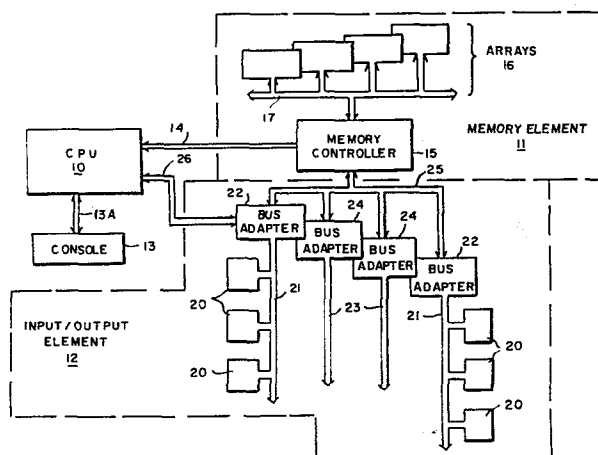 ARRAYS
16
17
14
MEMORY
CONTROLLER
15
MEMORY ELEMENT
11
CPU
10
26
25
13A
CONSOLE
13
22
BUS
ADAPTER
24
BUS
ADAPTER
24
BUS
ADAPTER
22
BUS
ADAPTER
20
21
23
21
20
20
20
INPUT/OUTPUT
ELEMENT
12